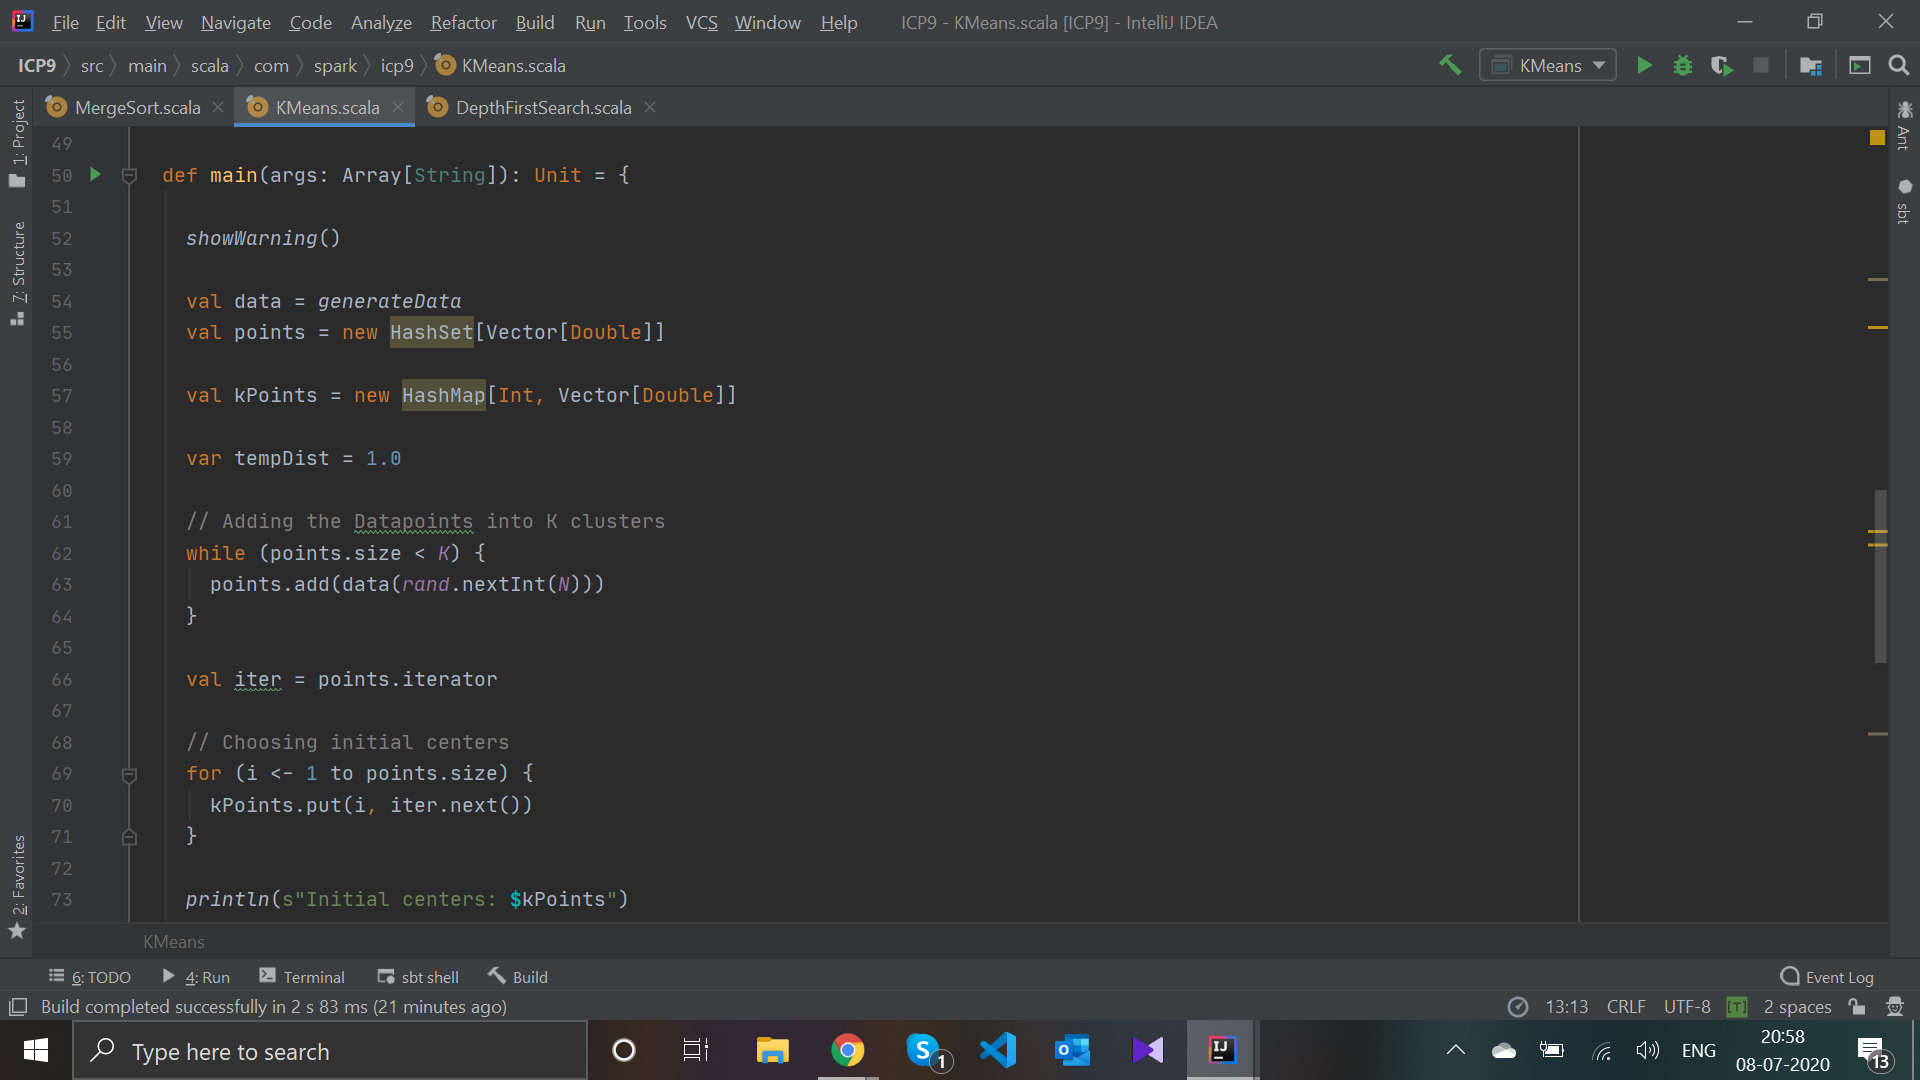 File Edit View Navigate Code Analyze Refactor Build Run Tools VCS Window Help ICP9 - KMeans.scala [ICP9] - IntelliJ IDEA
ICP9 src main scala com spark icp9 KMeans.scala KMeans
MergeSort.scala KMeans.scala DepthFirstSearch.scala
1: Project
7: Structure
2: Favorites
Ant
sbt
49
50 def main(args: Array[String]): Unit = {
51
52 showWarning()
53
54 val data = generateData
55 val points = new HashSet[Vector[Double]]
56
57 val kPoints = new HashMap[Int, Vector[Double]]
58
59 var tempDist = 1.0
60
61 // Adding the Datapoints into K clusters
62 while (points.size < K) {
63 points.add(data(rand.nextInt(N)))
64 }
65
66 val iter = points.iterator
67
68 // Choosing initial centers
69 for (i <- 1 to points.size) {
70 kPoints.put(i, iter.next())
71 }
72
73 println(s"Initial centers: $kPoints")
KMeans
6: TODO 4: Run Terminal sbt shell Build Event Log
Build completed successfully in 2 s 83 ms (21 minutes ago) 13:13 CRLF UTF-8 [T] 2 spaces
Type here to search S 1 IJ ENG 20:58
08-07-2020 13